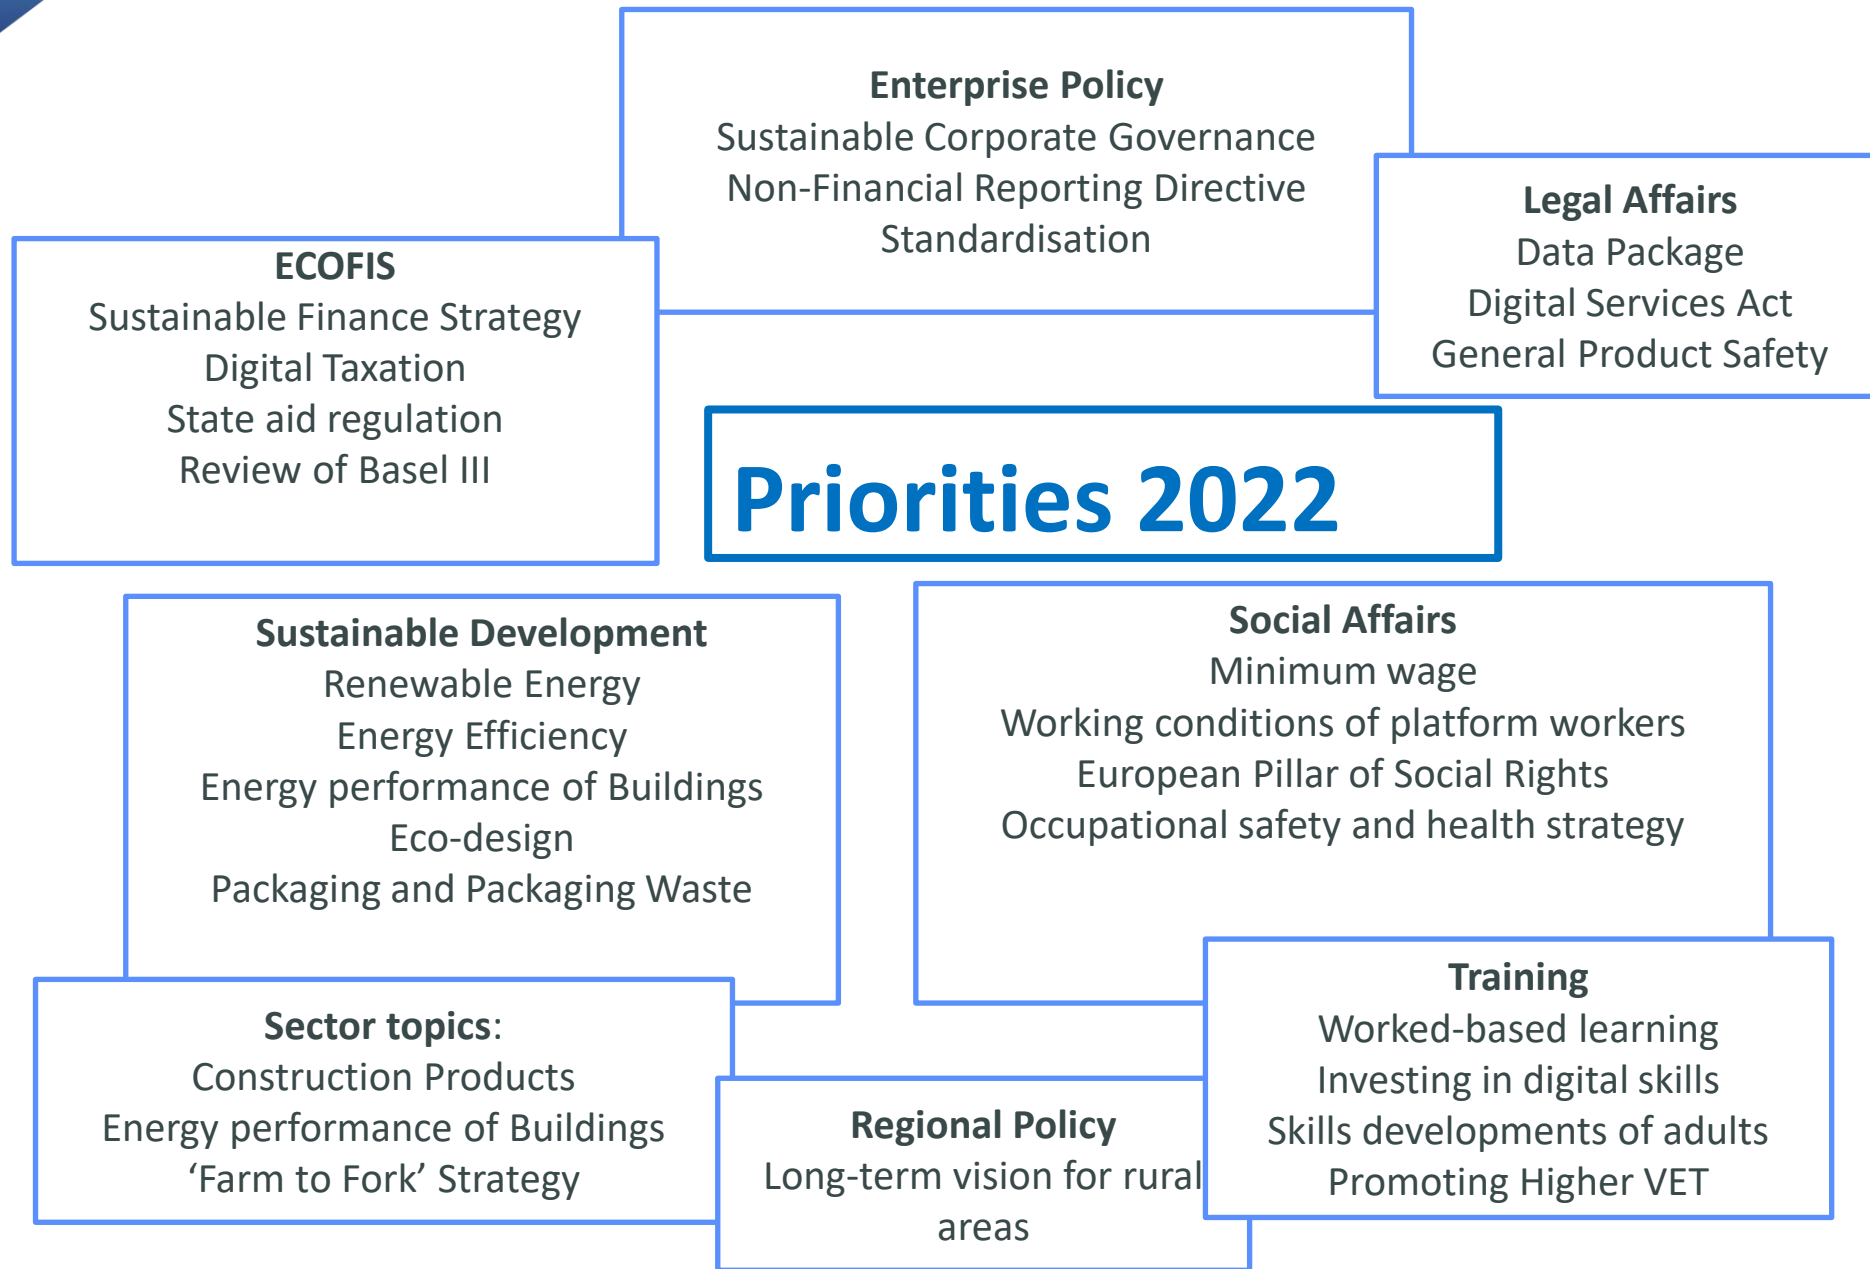 Enterprise Policy
Sustainable Corporate Governance
Non-Financial Reporting Directive
Standardisation
Legal Affairs
Data Package
Digital Services Act
General Product Safety
ECOFIS
Sustainable Finance Strategy
Digital Taxation
State aid regulation
Review of Basel III
Priorities 2022
Sustainable Development
Renewable Energy
Energy Efficiency
Energy performance of Buildings
Eco-design
Packaging and Packaging Waste
Social Affairs
Minimum wage
Working conditions of platform workers
European Pillar of Social Rights
Occupational safety and health strategy
Sector topics:
Construction Products
Energy performance of Buildings
‘Farm to Fork’ Strategy
Regional Policy
Long-term vision for rural
areas
Training
Worked-based learning
Investing in digital skills
Skills developments of adults
Promoting Higher VET